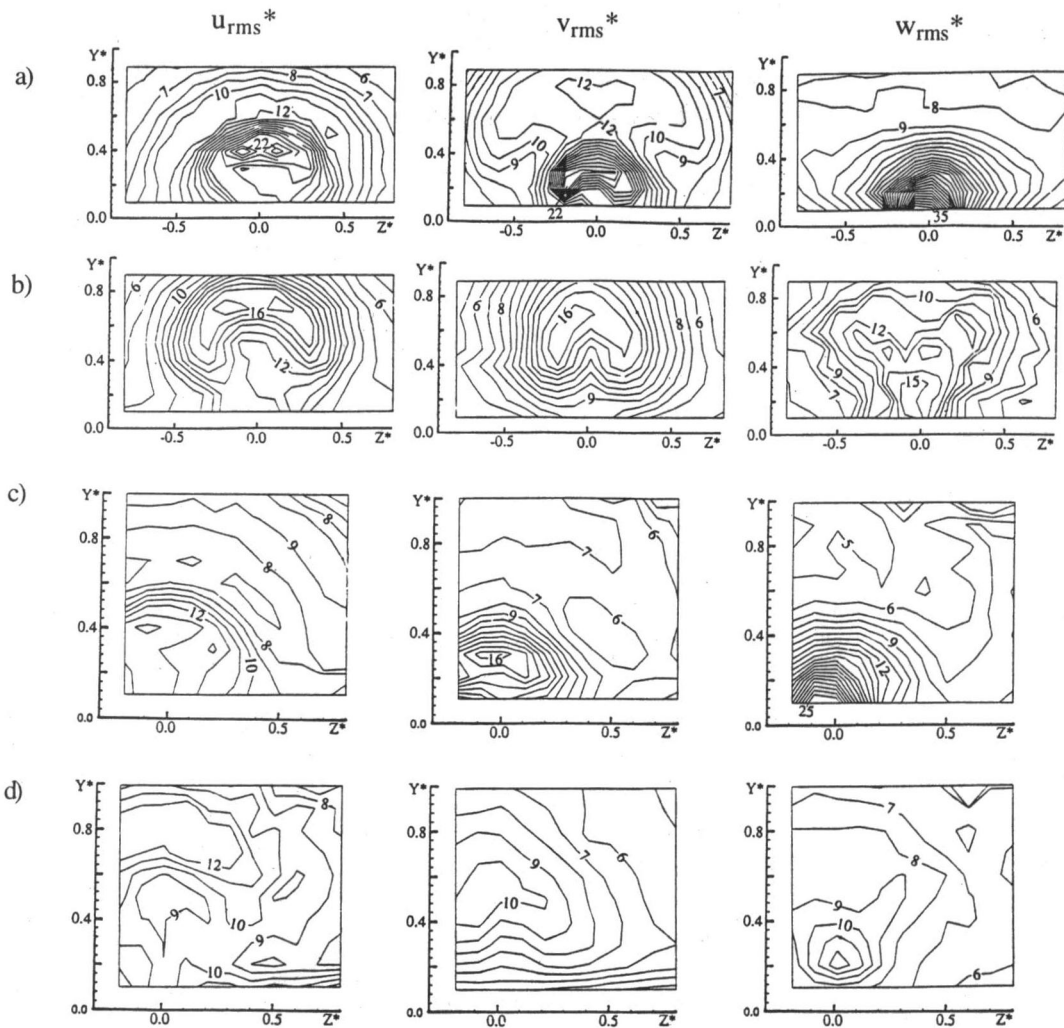 u_rms* v_rms* w_rms*
a)
Y* 0.8 0.4 0.0 -0.5 0.0 0.5 Z*
7 10 8 6 7 12 22
Y* 0.8 0.4 0.0 -0.5 0.0 0.5 Z*
12 7 12 10 10 9 9 22
Y* 0.8 0.4 0.0 -0.5 0.0 0.5 Z*
8 9 35
b)
Y* 0.8 0.4 0.0 -0.5 0.0 0.5 Z*
6 10 16 6 12
Y* 0.8 0.4 0.0 -0.5 0.0 0.5 Z*
6 8 16 8 6 9
Y* 0.8 0.4 0.0 -0.5 0.0 0.5 Z*
10 12 6 9 15 9 7
c)
Y* 0.8 0.4 0.0 0.0 0.5 Z*
8 9 8 12 8 10
Y* 0.8 0.4 0.0 0.0 0.5 Z*
6 7 7 9 6 16
Y* 0.8 0.4 0.0 0.0 0.5 Z*
5 6 9 12 25
d)
Y* 0.8 0.4 0.0 0.0 0.5 Z*
8 8 12 9 10 9 10
Y* 0.8 0.4 0.0 0.0 0.5 Z*
9 7 6 10
Y* 0.8 0.4 0.0 0.0 0.5 Z*
7 8 9 10 6